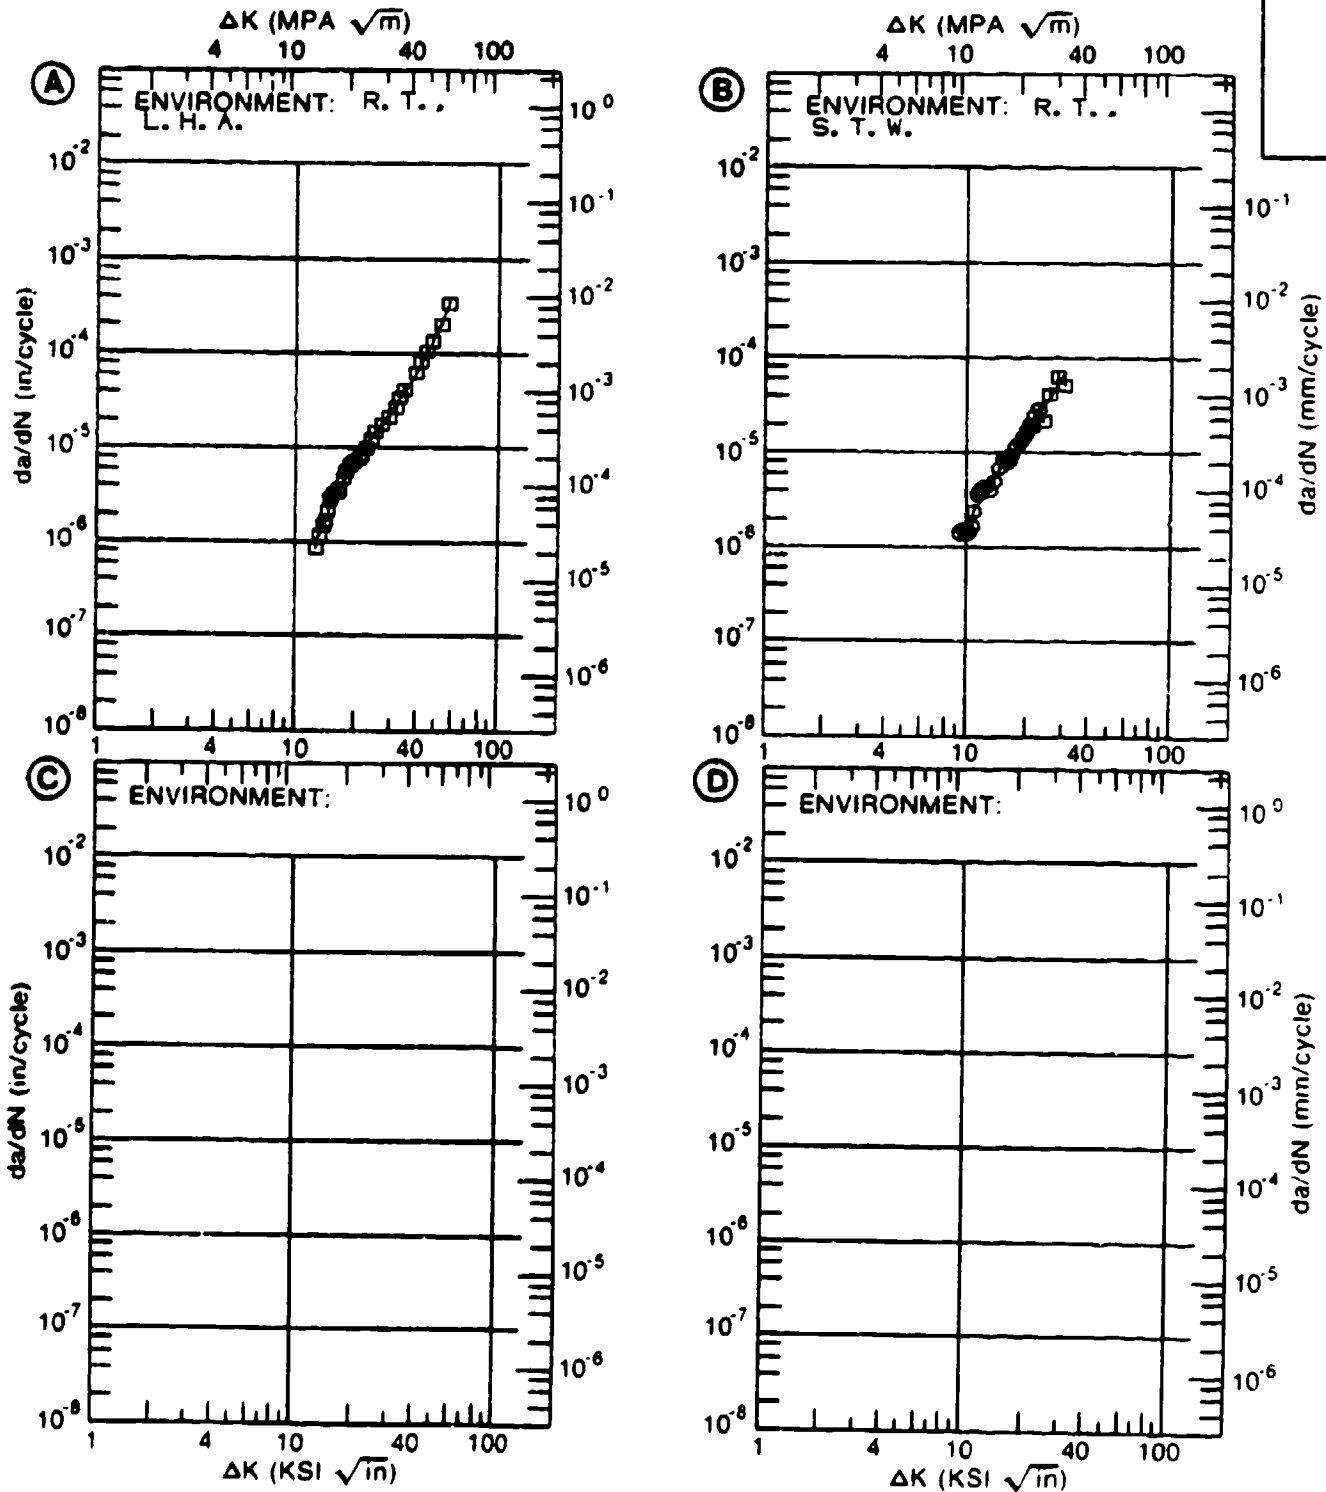 ΔK (MPA √m) ΔK (MPA √m)
4 10 40 100 4 10 40 100
A ENVIRONMENT: R. T., B ENVIRONMENT: R. T.,
L. H. A. S. T. W.
10⁰
10⁻² 10⁻²
10⁻¹ 10⁻¹
10⁻³ 10⁻³
10⁻² 10⁻²
10⁻⁴ 10⁻⁴
10⁻³ 10⁻³
da/dN (in/cycle) da/dN (mm/cycle)
10⁻⁵ 10⁻⁵
10⁻⁴ 10⁻⁴
10⁻⁶ 10⁻⁶
10⁻⁵ 10⁻⁵
10⁻⁷ 10⁻⁷
10⁻⁶ 10⁻⁶
10⁻⁸ 10⁻⁸
1 4 10 40 100 1 4 10 40 100
C ENVIRONMENT: D ENVIRONMENT:
10⁰ 10⁰
10⁻² 10⁻²
10⁻¹ 10⁻¹
10⁻³ 10⁻³
10⁻² 10⁻²
10⁻⁴ 10⁻⁴
10⁻³ 10⁻³
da/dN (in/cycle) da/dN (mm/cycle)
10⁻⁵ 10⁻⁵
10⁻⁴ 10⁻⁴
10⁻⁶ 10⁻⁶
10⁻⁵ 10⁻⁵
10⁻⁷ 10⁻⁷
10⁻⁶ 10⁻⁶
10⁻⁸ 10⁻⁸
1 4 10 40 100 1 4 10 40 100
ΔK (KSI √in) ΔK (KSI √in)